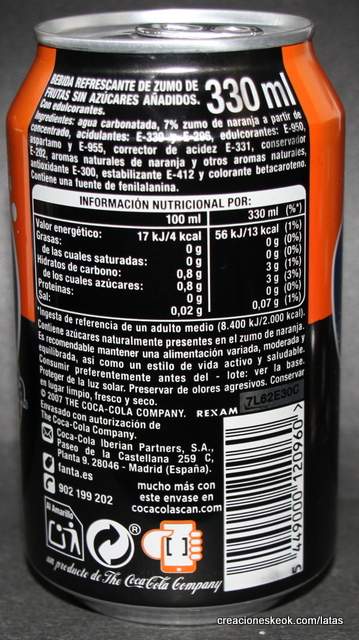 BEBIDA REFRESCANTE DE ZUMO DE
FRUTAS SIN AZÚCARES AÑADIDOS.
330 ml
Con edulcorantes.
Ingredientes: agua carbonatada, 7% zumo de naranja a partir de
concentrado, acidulantes: E-330 y E-296, edulcorantes: E-950,
aspartamo y E-955, corrector de acidez E-331, conservador
E-202, aromas naturales de naranja y otros aromas naturales,
antioxidante E-300, estabilizante E-412 y colorante betacaroteno.
Contiene una fuente de fenilalanina.
INFORMACIÓN NUTRICIONAL POR:
100 ml 330 ml (%*)
Valor energético: 17 kJ/4 kcal 56 kJ/13 kcal (1%)
Grasas: 0 g 0 g (0%)
de las cuales saturadas: 0 g 0 g (0%)
Hidratos de carbono: 0,8 g 3 g (1%)
de los cuales azúcares: 0,8 g 3 g (3%)
Proteínas: 0 g 0 g (0%)
Sal: 0,02 g 0,07 g (1%)
*Ingesta de referencia de un adulto medio (8.400 kJ/2.000 kcal).
Contiene azúcares naturalmente presentes en el zumo de naranja.
Es recomendable mantener una alimentación variada, moderada y
equilibrada, así como un estilo de vida activo y saludable.
Consumir preferentemente antes del - lote: ver la base.
Proteger de la luz solar. Preservar de olores agresivos. Conservar
en lugar limpio, fresco y seco.
© 2007 THE COCA-COLA COMPANY. REXAM 7L62E30G
Envasado con autorización de
The Coca-Cola Company.
Coca-Cola Iberian Partners, S.A.,
Paseo de la Castellana 259 C,
Planta 9. 28046 - Madrid (España).
fanta.es
902 199 202
mucho más con
este envase en
cocacolascan.com
Al Amarillo
®
un producto de The Coca-Cola Company
5 449000 120960 >
creacioneskeok.com/latas